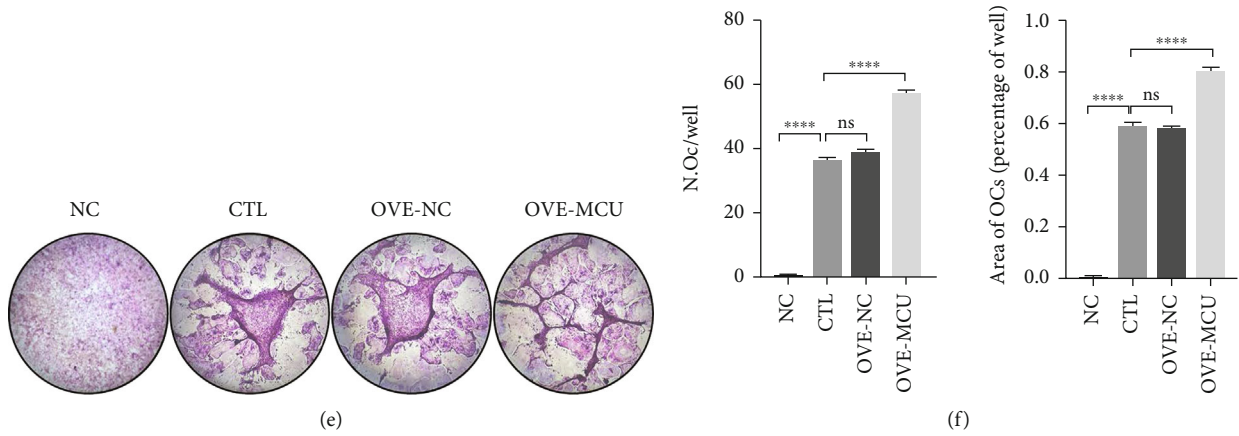 NC
CTL
OVE-NC
OVE-MCU
(e)
N.Oc/well
80
60
40
20
0
****
ns
****
NC
CTL
OVE-NC
OVE-MCU
Area of OCs (percentage of well)
1.0
0.8
0.6
0.4
0.2
0.0
****
ns
****
NC
CTL
OVE-NC
OVE-MCU
(f)